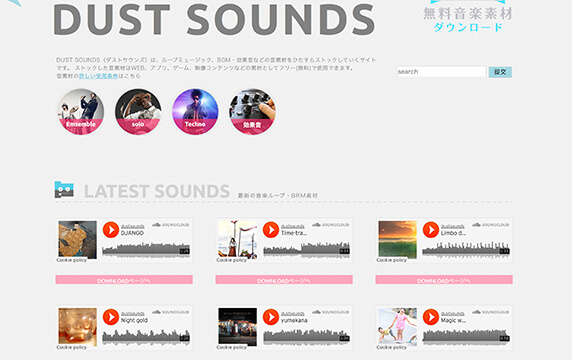 DUST SOUNDS
無料音楽素材
ダウンロード
DUST SOUNDS (ダストサウンズ) は、ループミュージック、BGM・効果音などの音素材をひたすらストックしていくサイト
です。 ストックした音素材はWEB、アプリ、ゲーム、映像コンテンツなどの素材としてフリー(無料)で使用できます。
音素材の詳しい使用条件はこちら
search
提交
Emsemble
solo
Techno
効果音
LATEST SOUNDS
最新の音楽ループ・BRM素材
dustsounds
SOUNDCLOUD
DJANGO
Cookie policy
dustsounds
SOUNDCLOUD
Time-tra...
Cookie policy
dustsounds
SOUNDCLOUD
Limbo d...
Cookie policy
DOWNLOADページへ
DOWNLOADページへ
DOWNLOADページへ
dustsounds
SOUNDCLOUD
Night gold
Cookie policy
dustsounds
SOUNDCLOUD
yumekana
Cookie policy
dustsounds
SOUNDCLOUD
Magic w...
Cookie policy